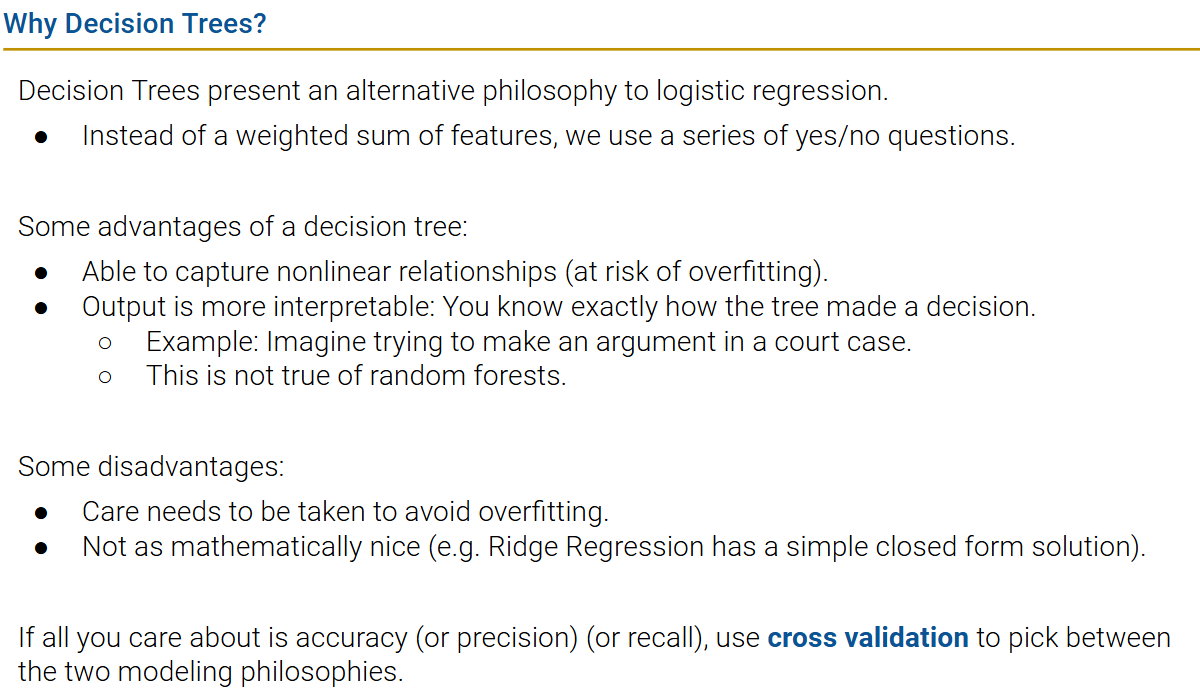 Why Decision Trees?
Decision Trees present an alternative philosophy to logistic regression.
● Instead of a weighted sum of features, we use a series of yes/no questions.
Some advantages of a decision tree:
● Able to capture nonlinear relationships (at risk of overfitting).
● Output is more interpretable: You know exactly how the tree made a decision.
○ Example: Imagine trying to make an argument in a court case.
○ This is not true of random forests.
Some disadvantages:
● Care needs to be taken to avoid overfitting.
● Not as mathematically nice (e.g. Ridge Regression has a simple closed form solution).
If all you care about is accuracy (or precision) (or recall), use cross validation to pick between
the two modeling philosophies.